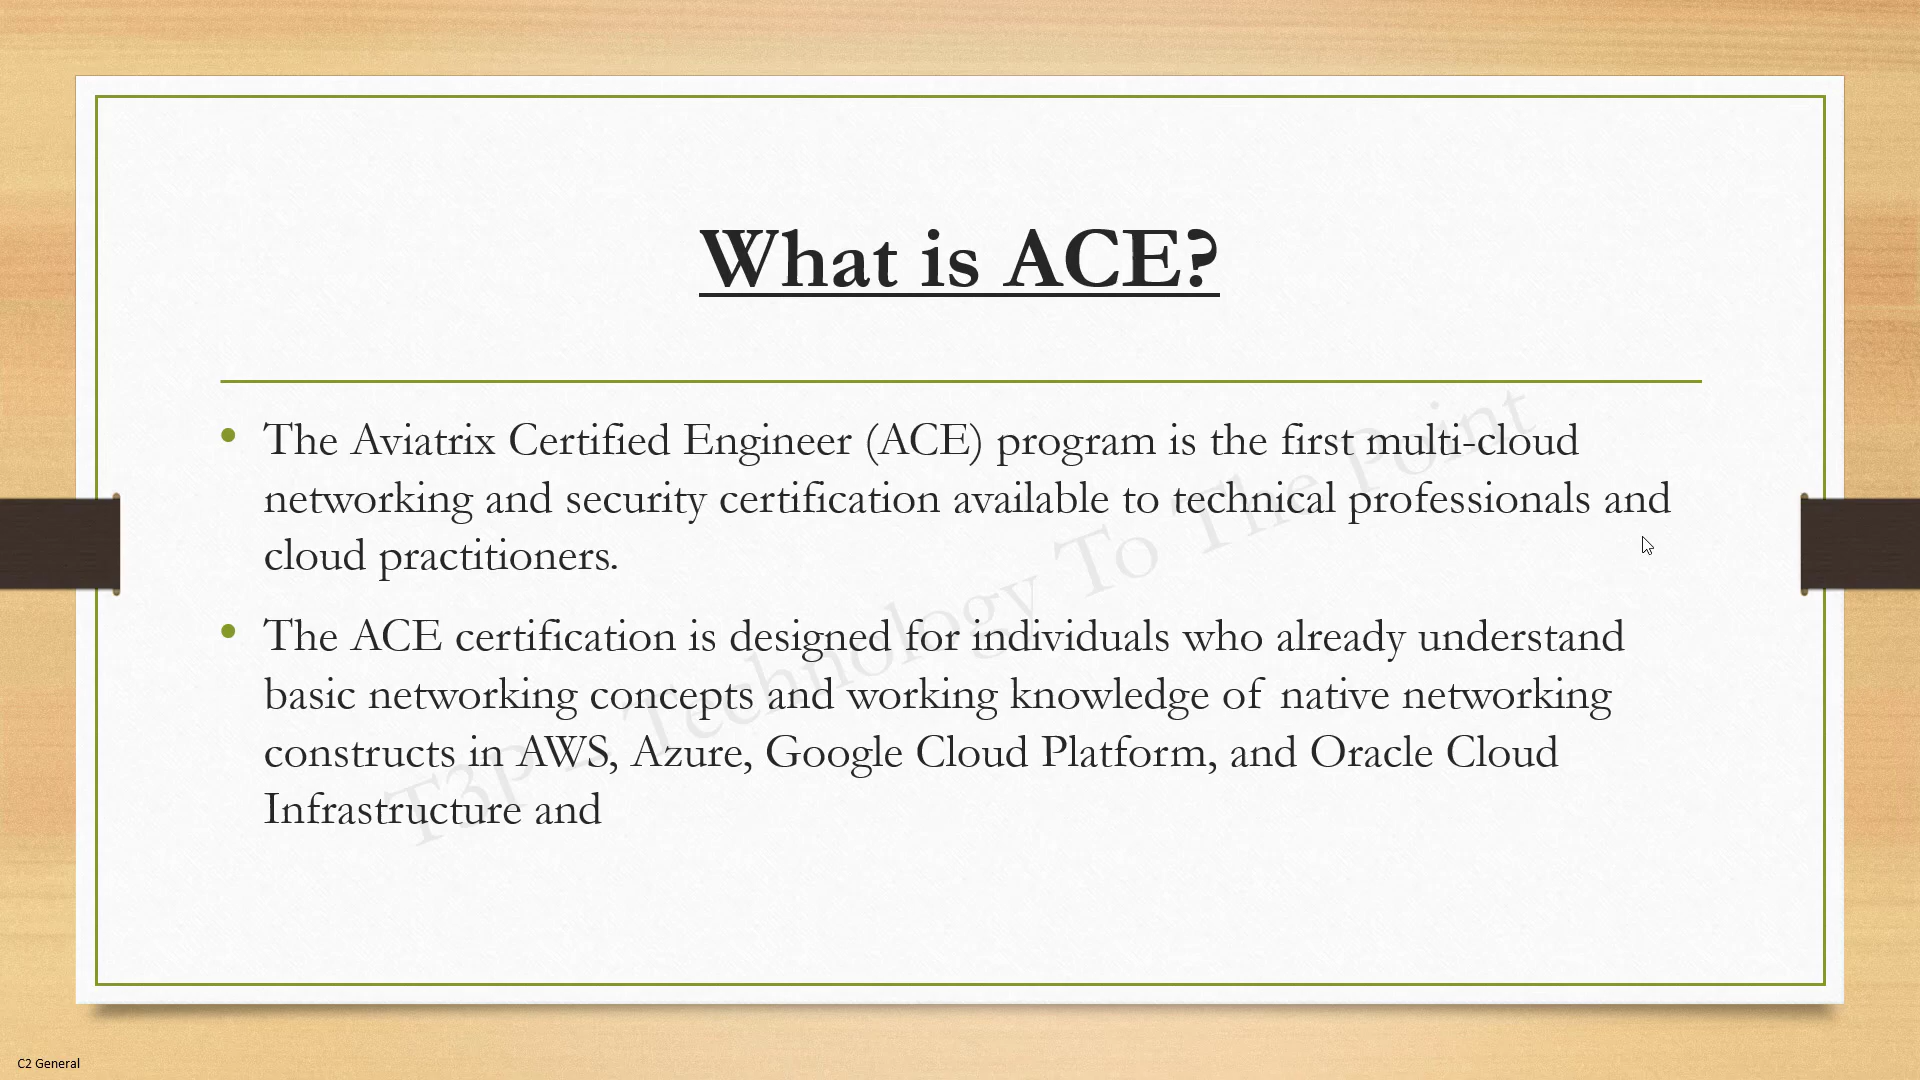 What is ACE?
• The Aviatrix Certified Engineer (ACE) program is the first multi-cloud
networking and security certification available to technical professionals and
cloud practitioners.
• The ACE certification is designed for individuals who already understand
basic networking concepts and working knowledge of native networking
constructs in AWS, Azure, Google Cloud Platform, and Oracle Cloud
Infrastructure and
T3P - Technology To The Point
C2 General